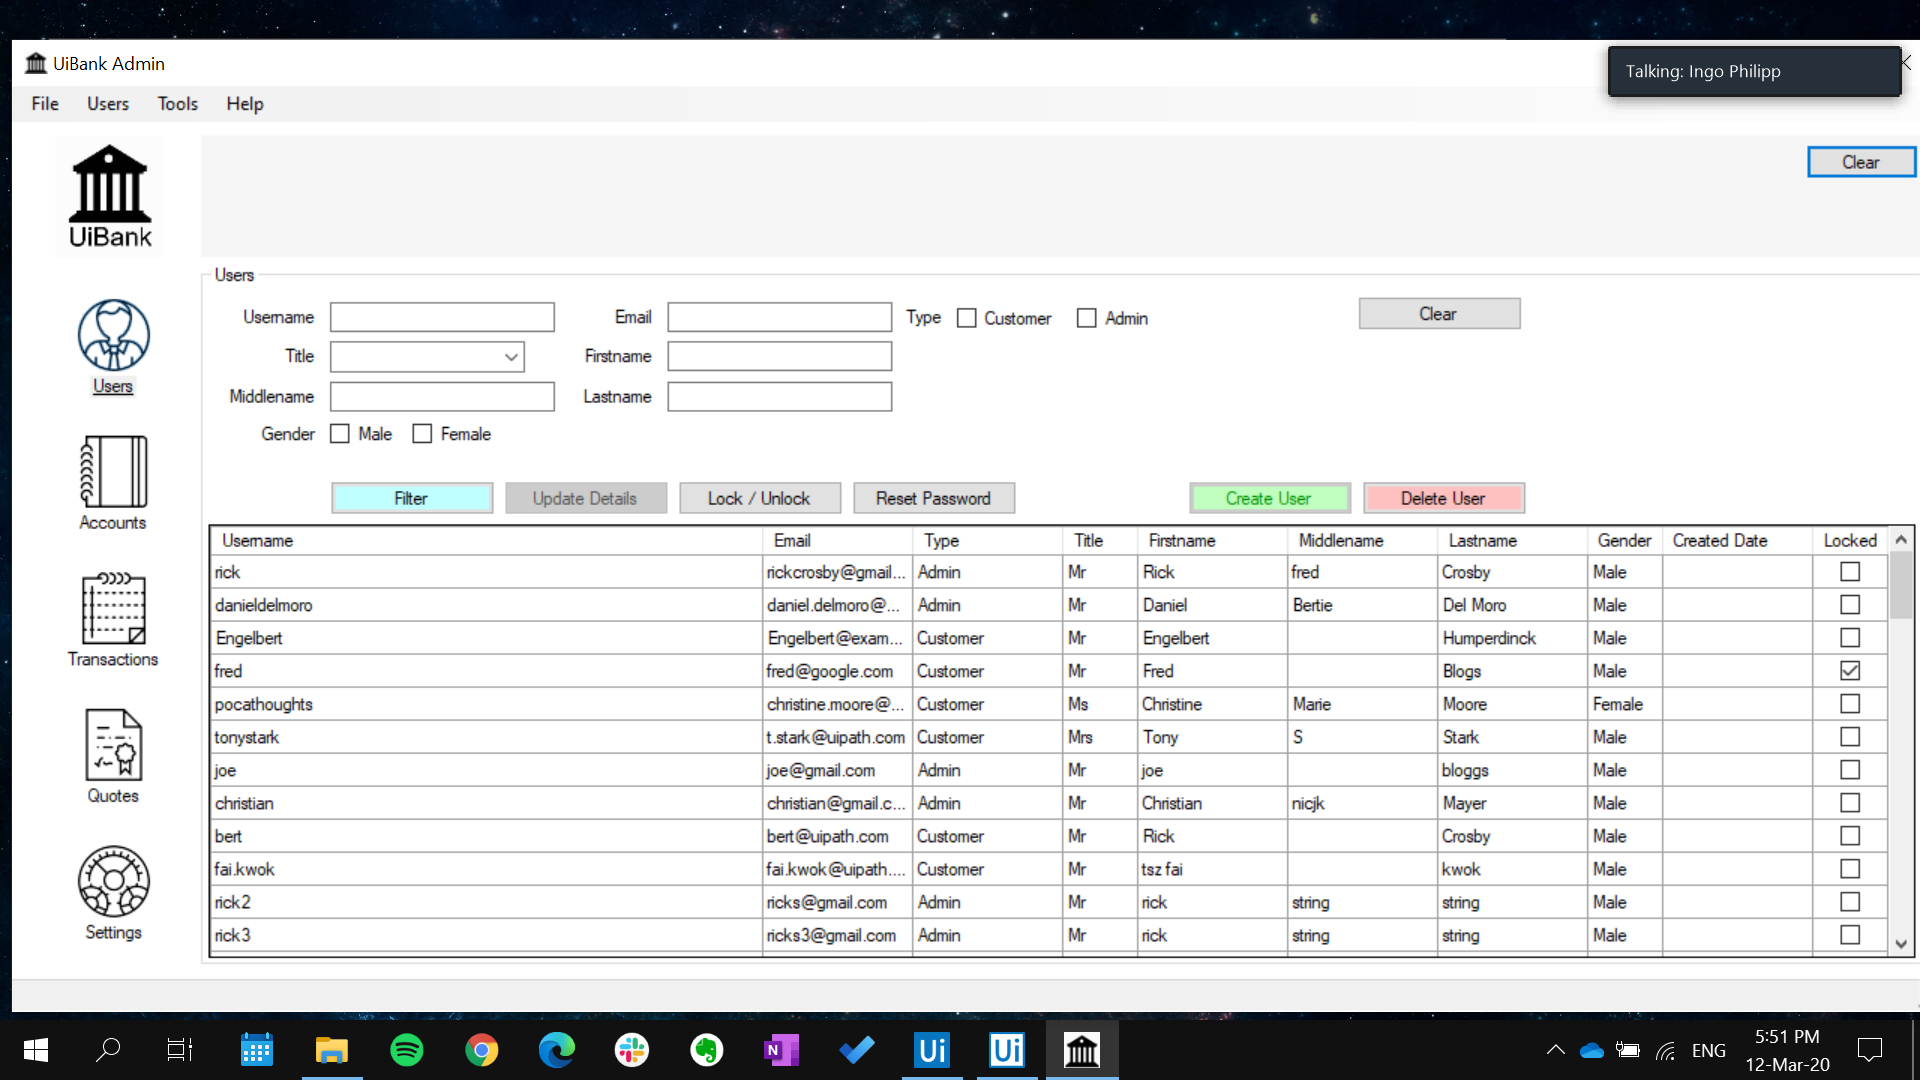 UiBank Admin
Talking: Ingo Philipp
File Users Tools Help
Clear
UiBank
Users
Username Email Type Customer Admin Clear
Title Firstname
Middlename Lastname
Gender Male Female
Filter Update Details Lock / Unlock Reset Password Create User Delete User
Users
Accounts
Transactions
Quotes
Settings
Username Email Type Title Firstname Middlename Lastname Gender Created Date Locked
rick rickcrosby@gmail... Admin Mr Rick fred Crosby Male
danieldelmoro daniel.delmoro@... Admin Mr Daniel Bertie Del Moro Male
Engelbert Engelbert@exam... Customer Mr Engelbert Humperdinck Male
fred fred@google.com Customer Mr Fred Blogs Male
pocathoughts christine.moore@... Customer Ms Christine Marie Moore Female
tonystark t.stark@uipath.com Customer Mrs Tony S Stark Male
joe joe@gmail.com Admin Mr joe bloggs Male
christian christian@gmail.c... Admin Mr Christian nicjk Mayer Male
bert bert@uipath.com Customer Mr Rick Crosby Male
fai.kwok fai.kwok@uipath.... Customer Mr tsz fai kwok Male
rick2 ricks@gmail.com Admin Mr rick string string Male
rick3 ricks3@gmail.com Admin Mr rick string string Male
N Ui Ui ENG 5:51 PM
12-Mar-20